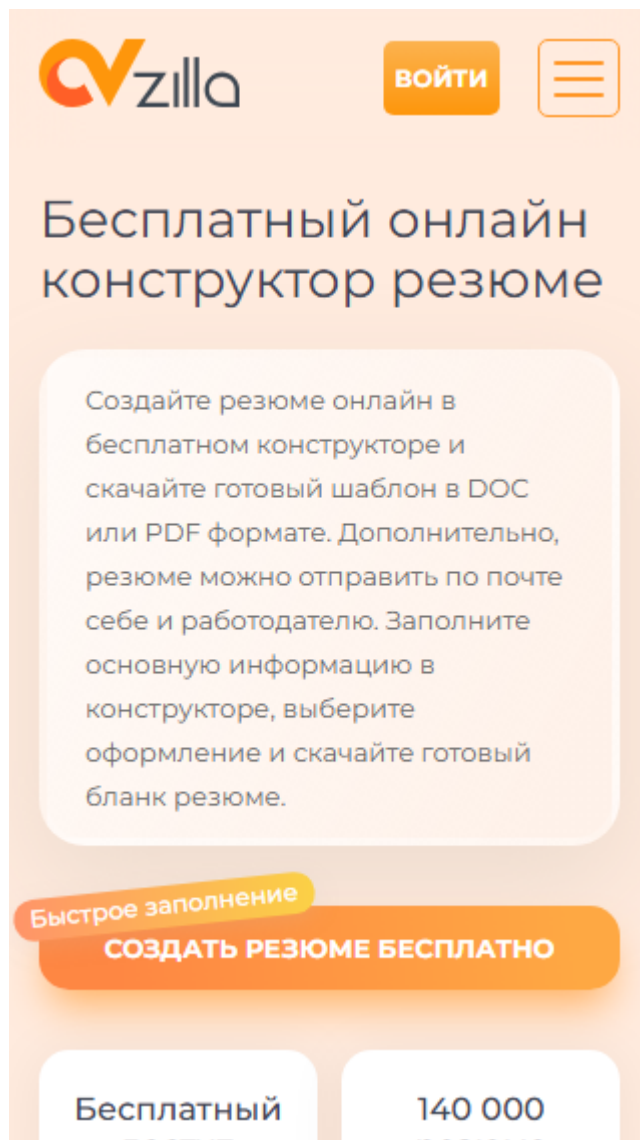 CVzilla
ВОЙТИ
Бесплатный онлайн
конструктор резюме
Создайте резюме онлайн в
бесплатном конструкторе и
скачайте готовый шаблон в DOC
или PDF формате. Дополнительно,
резюме можно отправить по почте
себе и работодателю. Заполните
основную информацию в
конструкторе, выберите
оформление и скачайте готовый
бланк резюме.
Быстрое заполнение
СОЗДАТЬ РЕЗЮМЕ БЕСПЛАТНО
Бесплатный
140 000